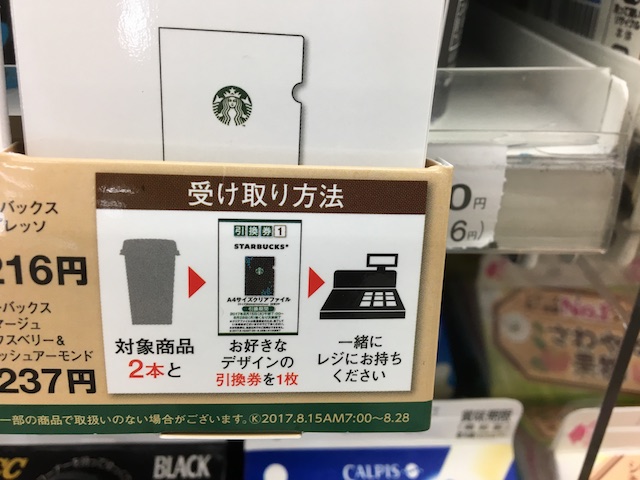 受け取り方法
バックス
レッソ
216円
バックス
ラージュ
クスベリー&
ッシュアーモンド
237円
引換券 1
STARBUCKS®
A4サイズクリアファイル
対象商品
2本と
お好きな
デザインの
引換券を1枚
一緒に
レジにお持ち
ください
一部の商品で取扱いのない場合がございます。Ⓚ2017.8.15AM7:00~8.28
0円
6円)
BLACK
CALPIS